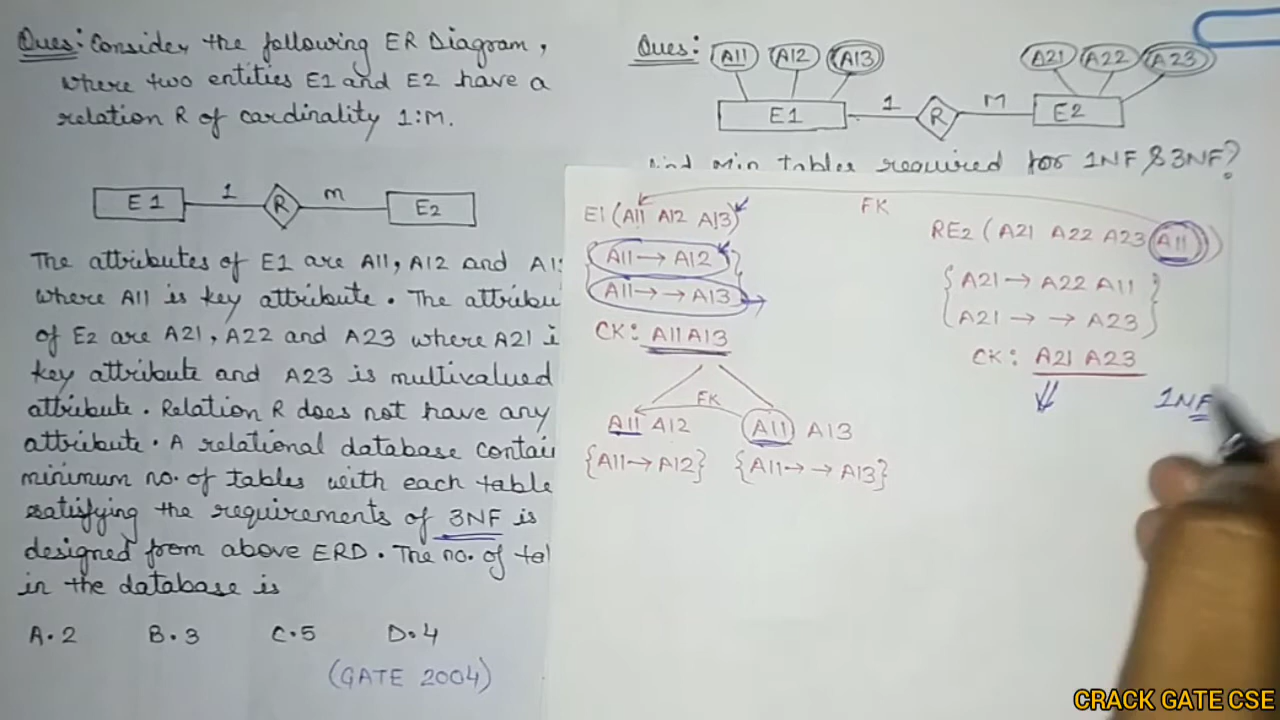 Ques: Consider the following ER Diagram,
where two entities E1 and E2 have a
relation R of cardinality 1:M.
E1 1 R m E2
The attributes of E1 are A11, A12 and
where A11 is key attribute. The
of E2 are A21, A22 and A23 where A21
key attribute and A23 is multivalued
attribute. Relation R does not have any
attribute. A relational database
minimum no. of tables with each table
satisfying the requirements of 3NF is
designed from above ERD. The no. of
in the database is
A. 2 B. 3 C. 5 D. 4
(GATE 2004)
Ques: A11 A12 A13 A21 A22 A23
E1 1 R M E2
min tables required for 1NF & 3NF?
FK
E1 (A11 A12 A13)
A11 → A12
A11 →→ A13
CK: A11 A13
FK
A11 A12 A11 A13
{A11 → A12} {A11 →→ A13}
RE2 (A21 A22 A23 A11)
{A21 → A22 A11
A21 →→ A23}
CK: A21 A23
1NF
CRACK GATE CSE